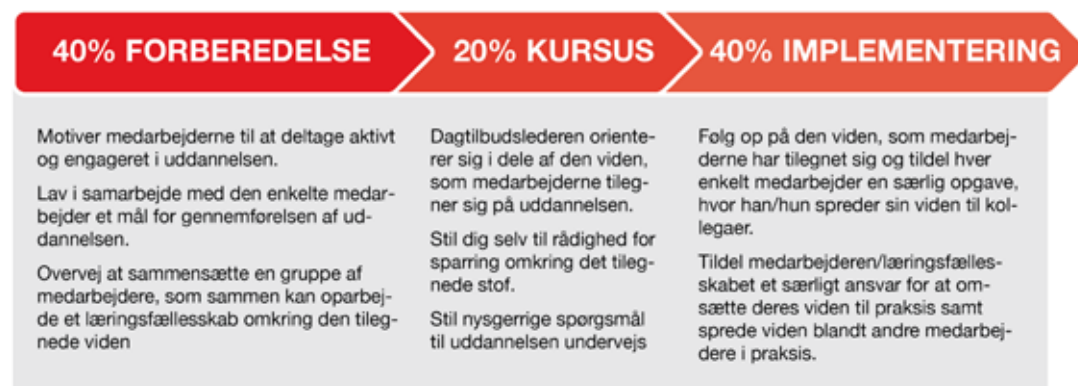 40% FORBEREDELSE
20% KURSUS
40% IMPLEMENTERING
Motiver medarbejderne til at deltage aktivt
og engageret i uddannelsen.
Lav i samarbejde med den enkelte medar-
bejder et mål for gennemførelsen af ud-
dannelsen.
Overvej at sammensætte en gruppe af
medarbejdere, som sammen kan oparbej-
de et læringsfællesskab omkring den tileg-
nede viden
Dagtilbudslederen oriente-
rer sig i dele af den viden,
som medarbejderne tileg-
ner sig på uddannelsen.
Stil dig selv til rådighed for
sparring omkring det tileg-
nede stof.
Stil nysgerrige spørgsmål
til uddannelsen undervejs
Følg op på den viden, som medarbej-
derne har tilegnet sig og tildel hver
enkelt medarbejder en særlig opgave,
hvor han/hun spreder sin viden til kol-
legaer.
Tildel medarbejderen/læringsfælles-
skabet et særligt ansvar for at om-
sætte deres viden til praksis samt
sprede viden blandt andre medarbej-
dere i praksis.